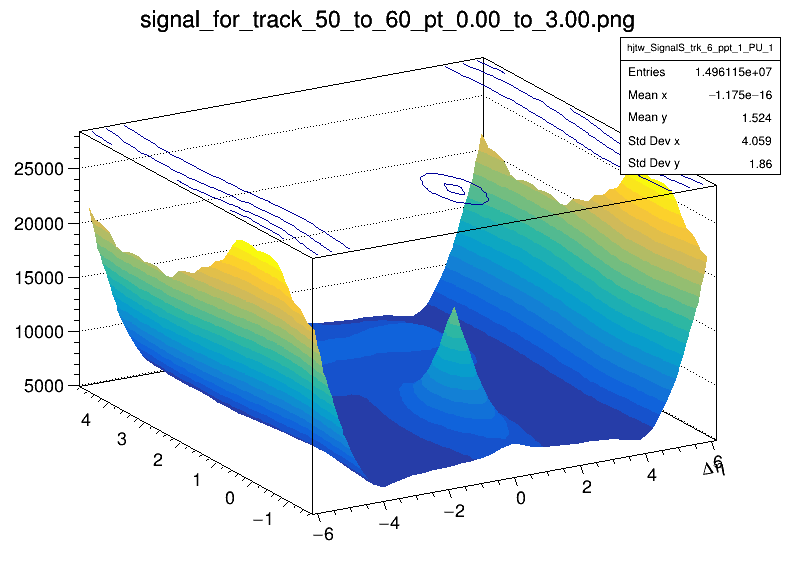 signal_for_track_50_to_60_pt_0.00_to_3.00.png
hjtw_SignalS_trk_6_ppt_1_PU_1
Entries 1.496115e+07
Mean x −1.175e−16
Mean y 1.524
Std Dev x 4.059
Std Dev y 1.86
25000
20000
15000
10000
5000
4
3
2
1
0
−1
−6
−4
−2
0
2
4
6
Δη